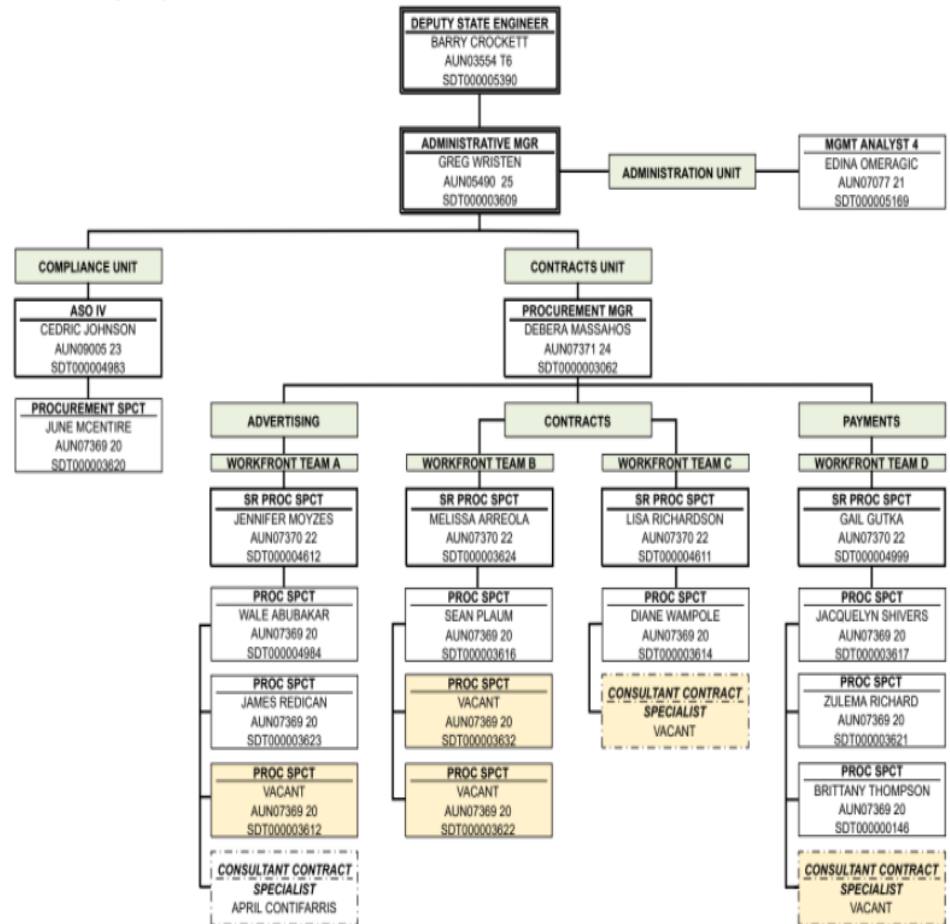 DEPUTY STATE ENGINEER
BARRY CROCKETT
AUN03554 T6
SDT000005390
ADMINISTRATIVE MGR
GREG WRISTEN
AUN05490 25
SDT000003609
ADMINISTRATION UNIT
MGMT ANALYST 4
EDINA OMERAGIC
AUN07077 21
SDT000005169
COMPLIANCE UNIT
ASO IV
CEDRIC JOHNSON
AUN09005 23
SDT000004983
PROCUREMENT SPCT
JUNE MCENTIRE
AUN07369 20
SDT000003620
CONTRACTS UNIT
PROCUREMENT MGR
DEBERA MASSAHOS
AUN07371 24
SDT0000003062
ADVERTISING
WORKFRONT TEAM A
SR PROC SPCT
JENNIFER MOYZES
AUN07370 22
SDT000004612
PROC SPCT
WALE ABUBAKAR
AUN07369 20
SDT000004984
PROC SPCT
JAMES REDICAN
AUN07369 20
SDT000003623
PROC SPCT
VACANT
AUN07369 20
SDT000003612
CONSULTANT CONTRACT
SPECIALIST
APRIL CONTIFARRIS
CONTRACTS
WORKFRONT TEAM B
SR PROC SPCT
MELISSA ARREOLA
AUN07370 22
SDT000003624
PROC SPCT
SEAN PLAUM
AUN07369 20
SDT000003616
PROC SPCT
VACANT
AUN07369 20
SDT000003632
PROC SPCT
VACANT
AUN07369 20
SDT000003622
WORKFRONT TEAM C
SR PROC SPCT
LISA RICHARDSON
AUN07370 22
SDT000004611
PROC SPCT
DIANE WAMPOLE
AUN07369 20
SDT000003614
CONSULTANT CONTRACT
SPECIALIST
VACANT
PAYMENTS
WORKFRONT TEAM D
SR PROC SPCT
GAIL GUTKA
AUN07370 22
SDT000004999
PROC SPCT
JACQUELYN SHIVERS
AUN07369 20
SDT000003617
PROC SPCT
ZULEMA RICHARD
AUN07369 20
SDT000003621
PROC SPCT
BRITTANY THOMPSON
AUN07369 20
SDT000000146
CONSULTANT CONTRACT
SPECIALIST
VACANT